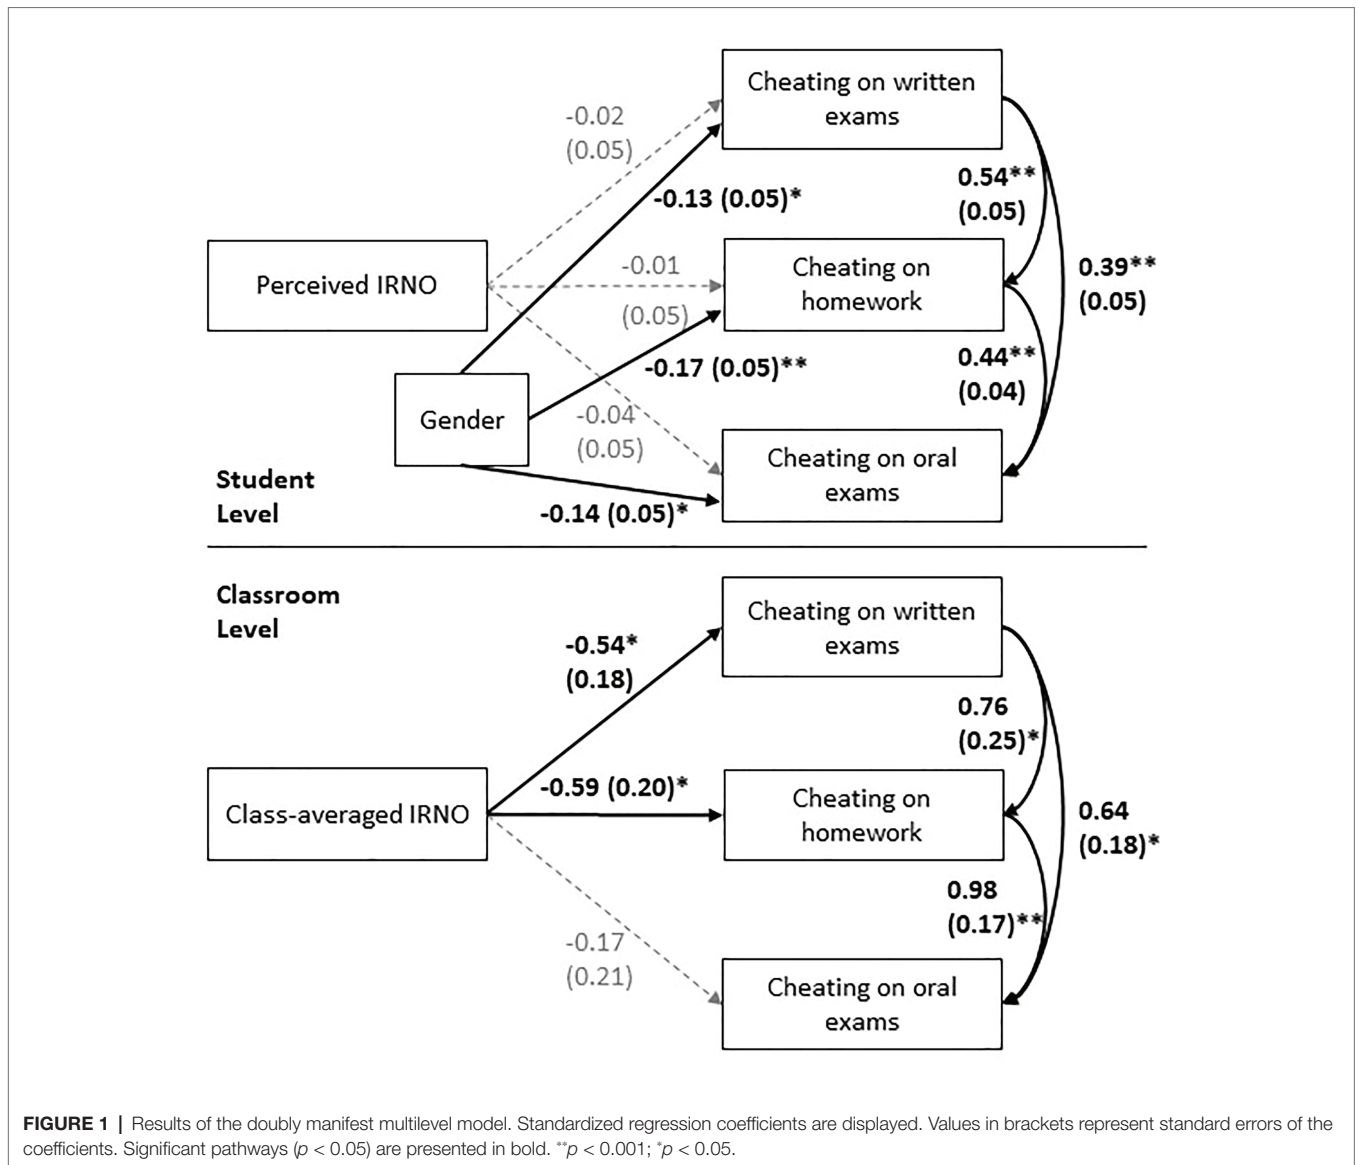 Cheating on written
exams
-0.02
(0.05)
-0.13 (0.05)*
0.54**
(0.05)
Perceived IRNO
-0.01
(0.05)
Cheating on
homework
0.39**
(0.05)
-0.17 (0.05)**
0.44**
(0.04)
Gender
-0.04
(0.05)
Cheating on oral
exams
Student
Level
-0.14 (0.05)*
Classroom
Level
Cheating on written
exams
-0.54*
(0.18)
0.76
(0.25)*
Class-averaged IRNO
-0.59 (0.20)*
Cheating on
homework
0.64
(0.18)*
0.98
(0.17)**
-0.17
(0.21)
Cheating on oral
exams
FIGURE 1 | Results of the doubly manifest multilevel model. Standardized regression coefficients are displayed. Values in brackets represent standard errors of the
coefficients. Significant pathways (p < 0.05) are presented in bold. **p < 0.001; *p < 0.05.